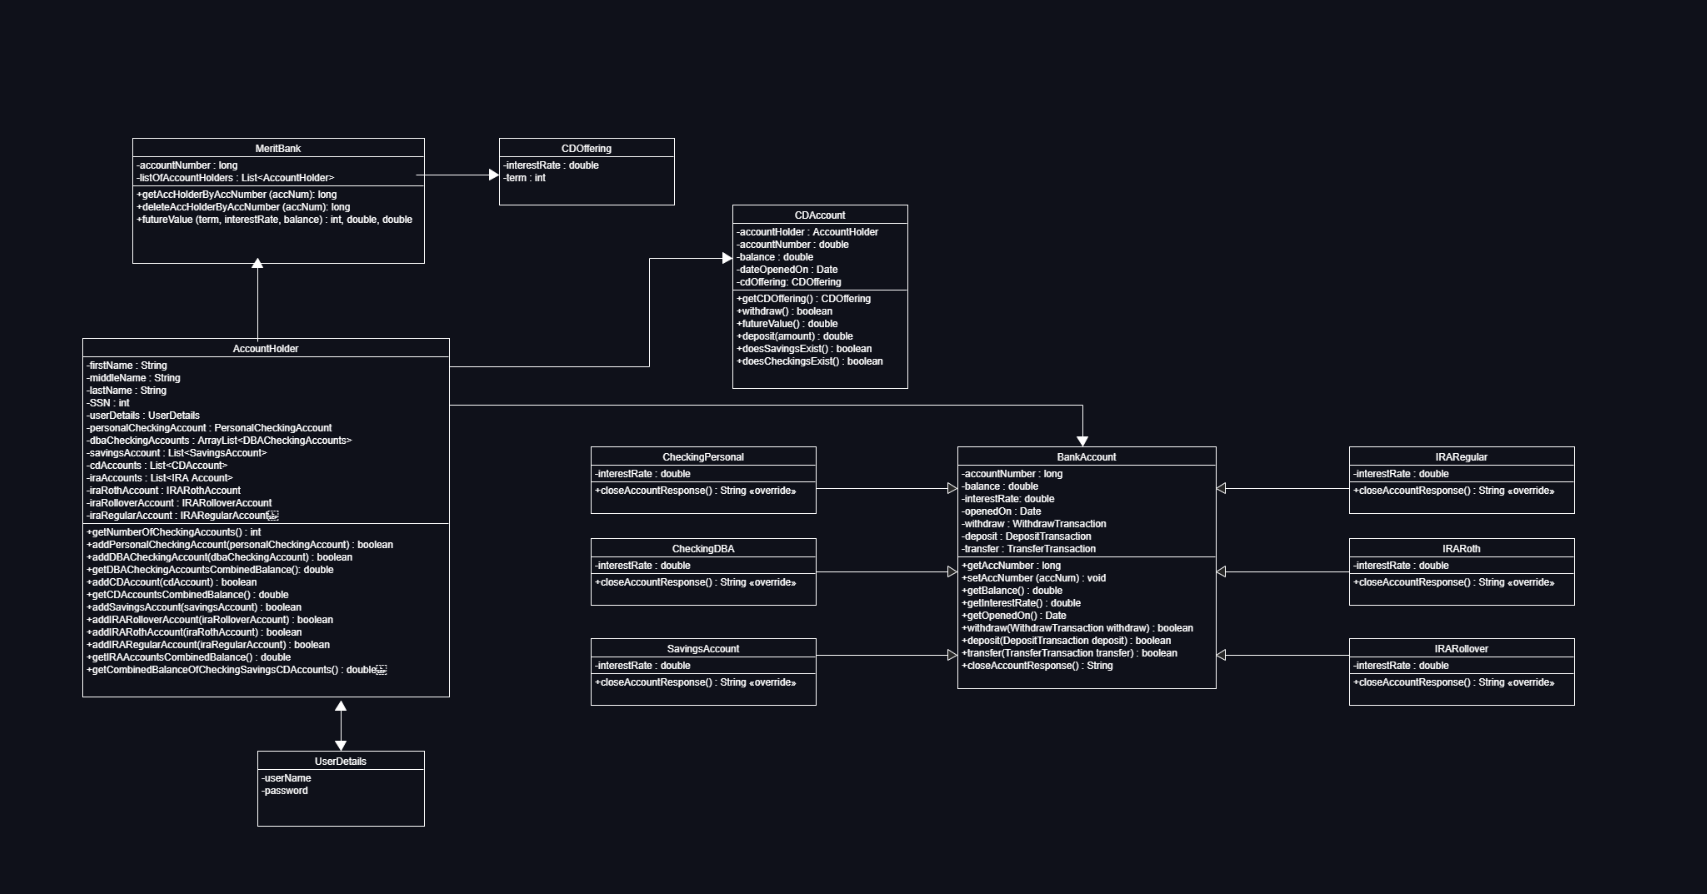 MeritBank
-accountNumber : long
-listOfAccountHolders : List<AccountHolder>
+getAccHolderByAccNumber (accNum): long
+deleteAccHolderByAccNumber (accNum): long
+futureValue (term, interestRate, balance) : int, double, double
CDOffering
-interestRate : double
-term : int
CDAccount
-accountHolder : AccountHolder
-accountNumber : double
-balance : double
-dateOpenedOn : Date
-cdOffering: CDOffering
+getCDOffering() : CDOffering
+withdraw() : boolean
+futureValue() : double
+deposit(amount) : double
+doesSavingsExist() : boolean
+doesCheckingsExist() : boolean
AccountHolder
-firstName : String
-middleName : String
-lastName : String
-SSN : int
-userDetails : UserDetails
-personalCheckingAccount : PersonalCheckingAccount
-dbaCheckingAccounts : ArrayList<DBACheckingAccounts>
-savingsAccount : List<SavingsAccount>
-cdAccounts : List<CDAccount>
-iraAccounts : List<IRA Account>
-iraRothAccount : IRARothAccount
-iraRolloverAccount : IRARolloverAccount
-iraRegularAccount : IRARegularAccount
+getNumberOfCheckingAccounts() : int
+addPersonalCheckingAccount(personalCheckingAccount) : boolean
+addDBACheckingAccount(dbaCheckingAccount) : boolean
+getDBACheckingAccountsCombinedBalance(): double
+addCDAccount(cdAccount) : boolean
+getCDAccountsCombinedBalance() : double
+addSavingsAccount(savingsAccount) : boolean
+addIRARolloverAccount(iraRolloverAccount) : boolean
+addIRARothAccount(iraRothAccount) : boolean
+addIRARegularAccount(iraRegularAccount) : boolean
+getIRAAccountsCombinedBalance() : double
+getCombinedBalanceOfCheckingSavingsCDAccounts() : double
UserDetails
-userName
-password
CheckingPersonal
-interestRate : double
+closeAccountResponse() : String «override»
CheckingDBA
-interestRate : double
+closeAccountResponse() : String «override»
SavingsAccount
-interestRate : double
+closeAccountResponse() : String «override»
BankAccount
-accountNumber : long
-balance : double
-interestRate: double
-openedOn : Date
-withdraw : WithdrawTransaction
-deposit : DepositTransaction
-transfer : TransferTransaction
+getAccNumber : long
+setAccNumber (accNum) : void
+getBalance() : double
+getInterestRate() : double
+getOpenedOn() : Date
+withdraw(WithdrawTransaction withdraw) : boolean
+deposit(DepositTransaction deposit) : boolean
+transfer(TransferTransaction transfer) : boolean
+closeAccountResponse() : String
IRARegular
-interestRate : double
+closeAccountResponse() : String «override»
IRARoth
-interestRate : double
+closeAccountResponse() : String «override»
IRARollover
-interestRate : double
+closeAccountResponse() : String «override»